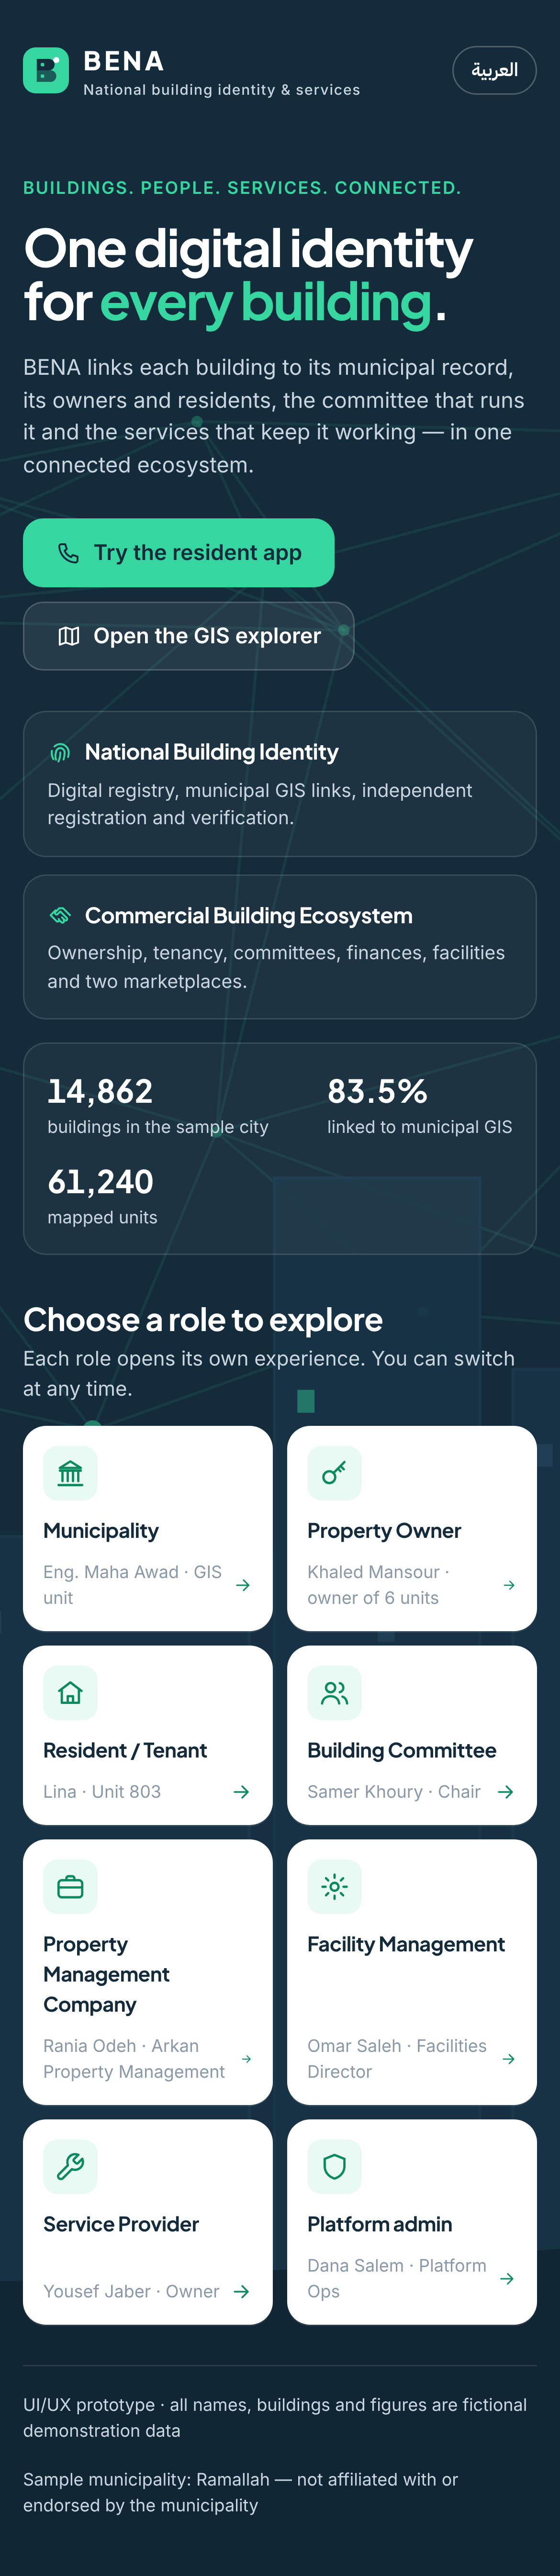 BENA
National building identity & services
العربية
BUILDINGS. PEOPLE. SERVICES. CONNECTED.
One digital identity
for every building.
BENA links each building to its municipal record,
its owners and residents, the committee that runs
it and the services that keep it working — in one
connected ecosystem.
Try the resident app
Open the GIS explorer
National Building Identity
Digital registry, municipal GIS links, independent
registration and verification.
Commercial Building Ecosystem
Ownership, tenancy, committees, finances, facilities
and two marketplaces.
14,862
buildings in the sample city
83.5%
linked to municipal GIS
61,240
mapped units
Choose a role to explore
Each role opens its own experience. You can switch
at any time.
Municipality
Eng. Maha Awad · GIS
unit
Property Owner
Khaled Mansour ·
owner of 6 units
Resident / Tenant
Lina · Unit 803
Building Committee
Samer Khoury · Chair
Property
Management
Company
Rania Odeh · Arkan
Property Management
Facility Management
Omar Saleh · Facilities
Director
Service Provider
Yousef Jaber · Owner
Platform admin
Dana Salem · Platform
Ops
UI/UX prototype · all names, buildings and figures are fictional
demonstration data
Sample municipality: Ramallah — not affiliated with or
endorsed by the municipality